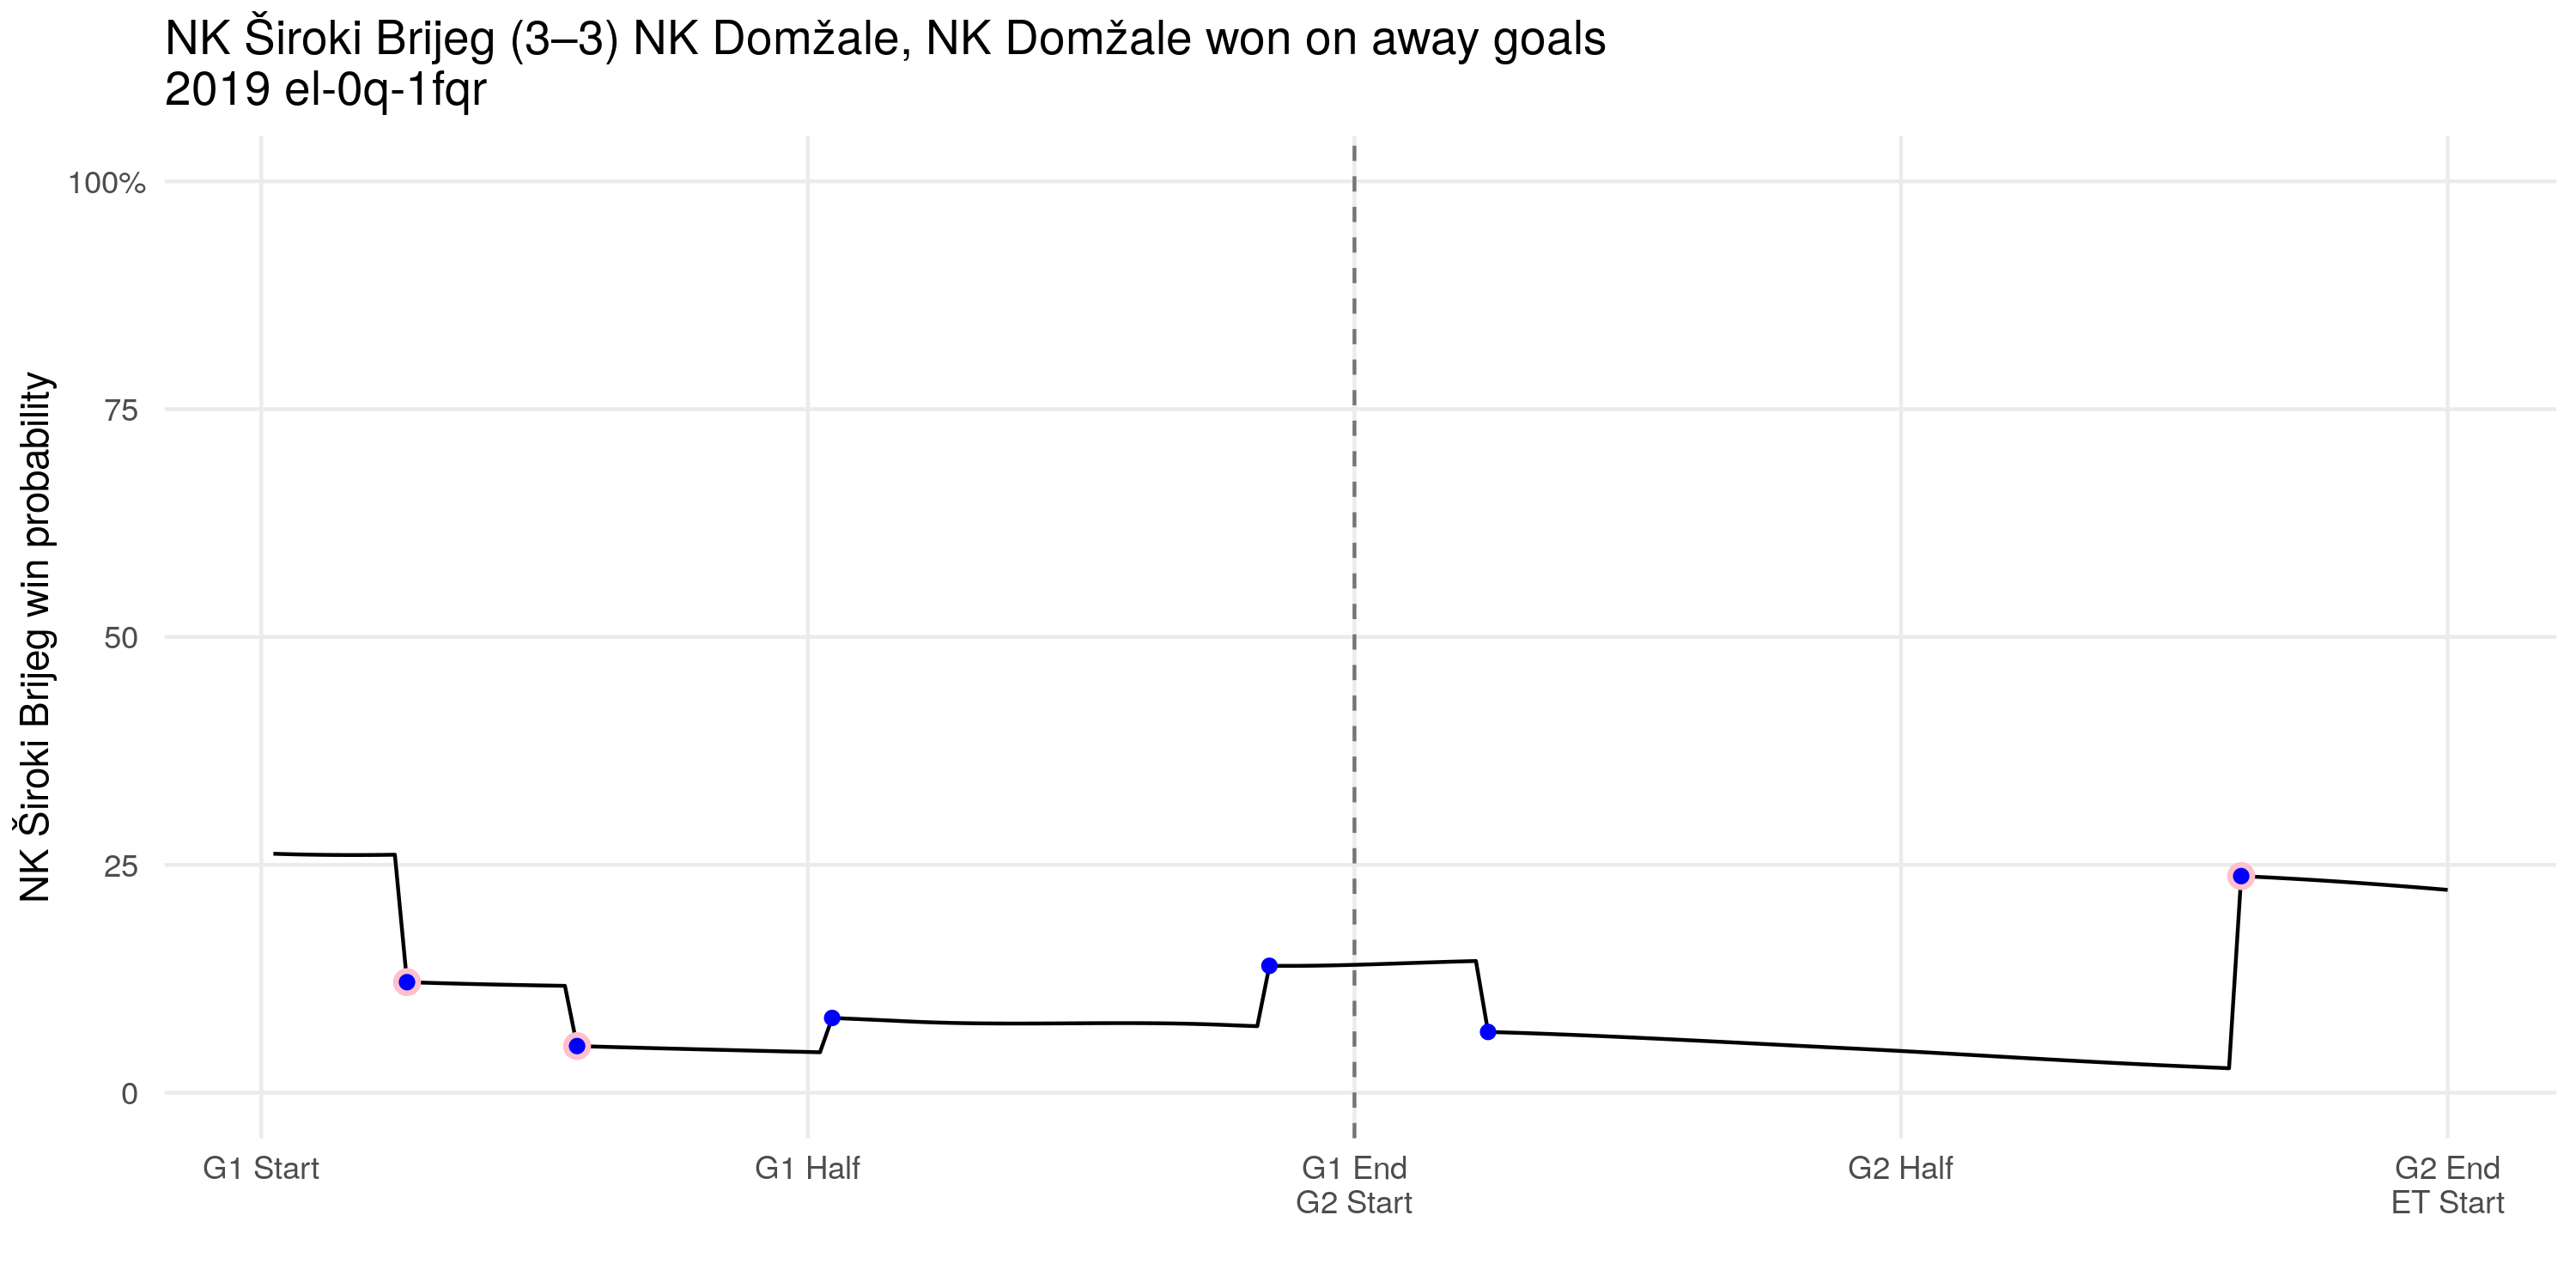 NK Široki Brijeg (3–3) NK Domžale, NK Domžale won on away goals
2019 el-0q-1fqr
NK Široki Brijeg win probability
100%
75
50
25
0
G1 Start
G1 Half
G1 End
G2 Start
G2 Half
G2 End
ET Start